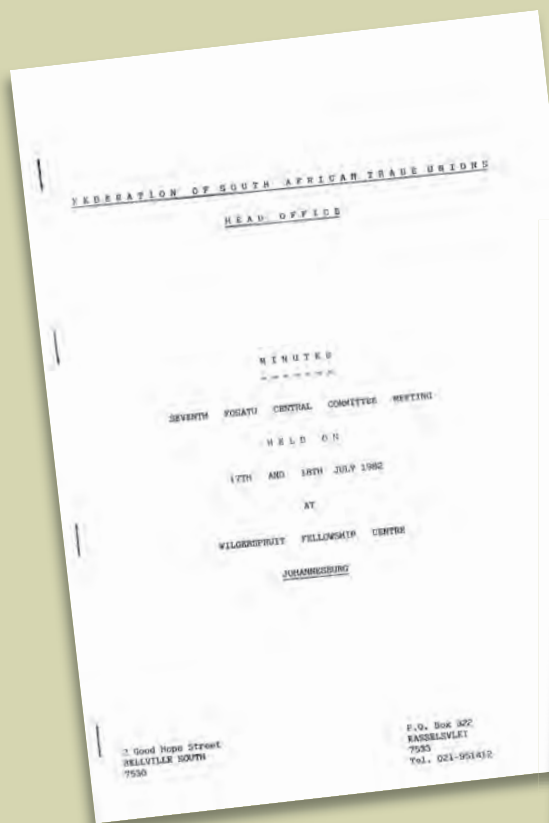 FEDERATION OF SOUTH AFRICAN TRADE UNIONS
HEAD OFFICE
MINUTES
SEVENTH FOSATU CENTRAL COMMITTEE MEETING
HELD ON
17TH AND 18TH JULY 1982
AT
WILGERSPRUIT FELLOWSHIP CENTRE
JOHANNESBURG
2 Good Hope Street
BELLVILLE SOUTH
7530
P.O. Box 322
KASSELSVLEI
7533
Tel. 021-951412